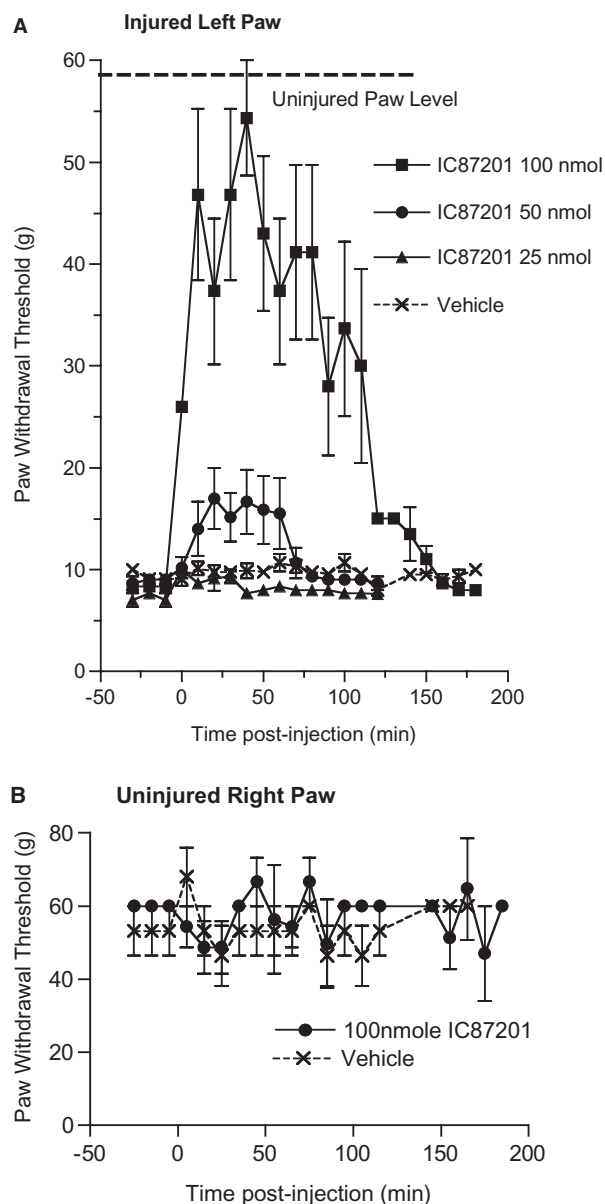 A
Injured Left Paw
60
50
40
30
20
10
0
Paw Withdrawal Threshold (g)
Uninjured Paw Level
IC87201 100 nmol
IC87201 50 nmol
IC87201 25 nmol
Vehicle
-50 0 50 100 150 200
Time post-injection (min)
B
Uninjured Right Paw
80
60
40
20
0
Paw Withdrawal Threshold (g)
100nmole IC87201
Vehicle
-50 0 50 100 150 200
Time post-injection (min)